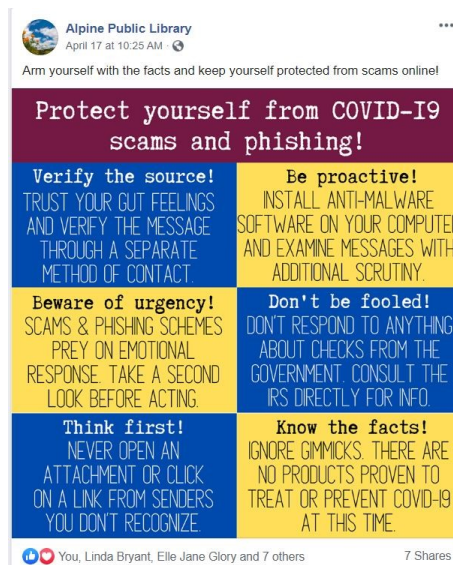 Alpine Public Library
April 17 at 10:25 AM ·
Arm yourself with the facts and keep yourself protected from scams online!
Protect yourself from COVID-19
scams and phishing!
Verify the source!
TRUST YOUR GUT FEELINGS
AND VERIFY THE MESSAGE
THROUGH A SEPARATE
METHOD OF CONTACT.
Be proactive!
INSTALL ANTI-MALWARE
SOFTWARE ON YOUR COMPUTER
AND EXAMINE MESSAGES WITH
ADDITIONAL SCRUTINY.
Beware of urgency!
SCAMS & PHISHING SCHEMES
PREY ON EMOTIONAL
RESPONSE. TAKE A SECOND
LOOK BEFORE ACTING.
Don't be fooled!
DON'T RESPOND TO ANYTHING
ABOUT CHECKS FROM THE
GOVERNMENT. CONSULT THE
IRS DIRECTLY FOR INFO.
Think first!
NEVER OPEN AN
ATTACHMENT OR CLICK
ON A LINK FROM SENDERS
YOU DON'T RECOGNIZE.
Know the facts!
IGNORE GIMMICKS. THERE ARE
NO PRODUCTS PROVEN TO
TREAT OR PREVENT COVID-19
AT THIS TIME.
You, Linda Bryant, Elle Jane Glory and 7 others
7 Shares